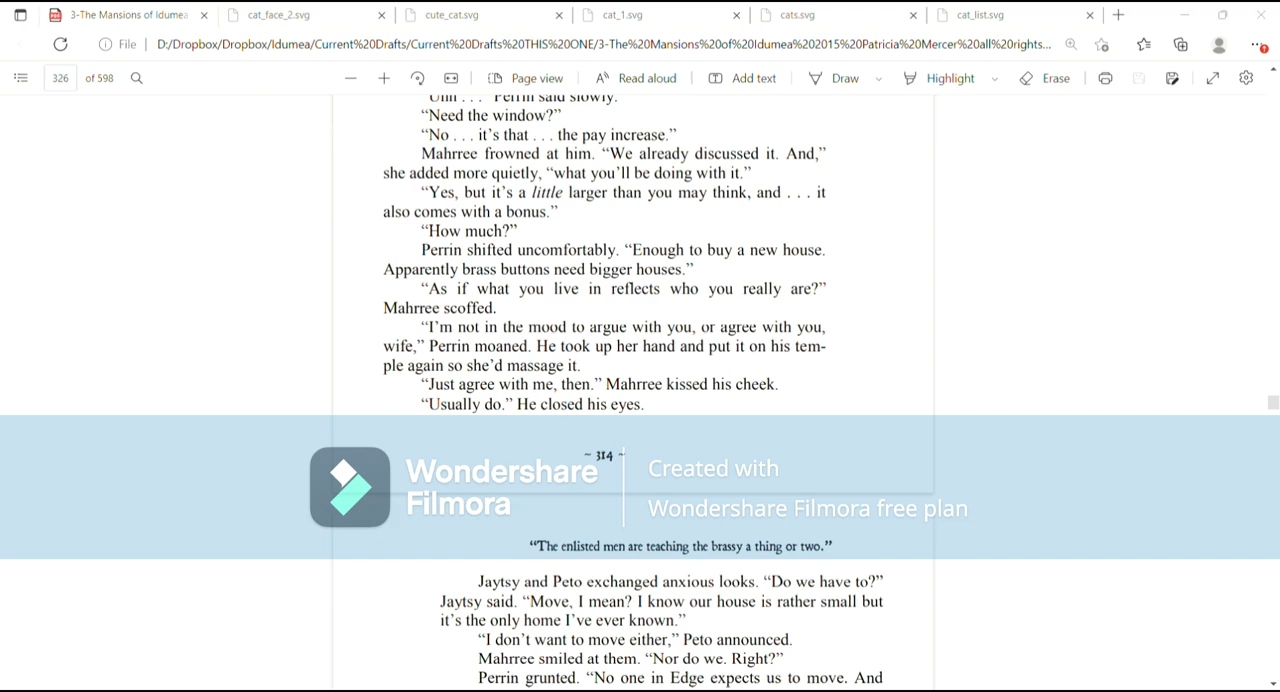 3-The Mansions of Idumea
cat_face_2.svg
cute_cat.svg
cat_1.svg
cats.svg
cat_list.svg
File
D:/Dropbox/Dropbox/Idumea/Current%20Drafts/Current%20Drafts%20THIS%20ONE/3-The%20Mansions%20of%20Idumea%202015%20Patricia%20Mercer%20all%20rights...
326 of 598
Page view
Read aloud
Add text
Draw
Highlight
Erase
Perrin said slowly.
“Need the window?”
“No . . . it’s that . . . the pay increase.”
Mahrree frowned at him. “We already discussed it. And,”
she added more quietly, “what you’ll be doing with it.”
“Yes, but it’s a little larger than you may think, and . . . it
also comes with a bonus.”
“How much?”
Perrin shifted uncomfortably. “Enough to buy a new house.
Apparently brass buttons need bigger houses.”
“As if what you live in reflects who you really are?”
Mahrree scoffed.
“I’m not in the mood to argue with you, or agree with you,
wife,” Perrin moaned. He took up her hand and put it on his tem-
ple again so she’d massage it.
“Just agree with me, then.” Mahrree kissed his cheek.
“Usually do.” He closed his eyes.
~ 314 ~
Wondershare
Filmora
Created with
Wondershare Filmora free plan
“The enlisted men are teaching the brassy a thing or two.”
Jaytsy and Peto exchanged anxious looks. “Do we have to?”
Jaytsy said. “Move, I mean? I know our house is rather small but
it’s the only home I’ve ever known.”
“I don’t want to move either,” Peto announced.
Mahrree smiled at them. “Nor do we. Right?”
Perrin grunted. “No one in Edge expects us to move. And